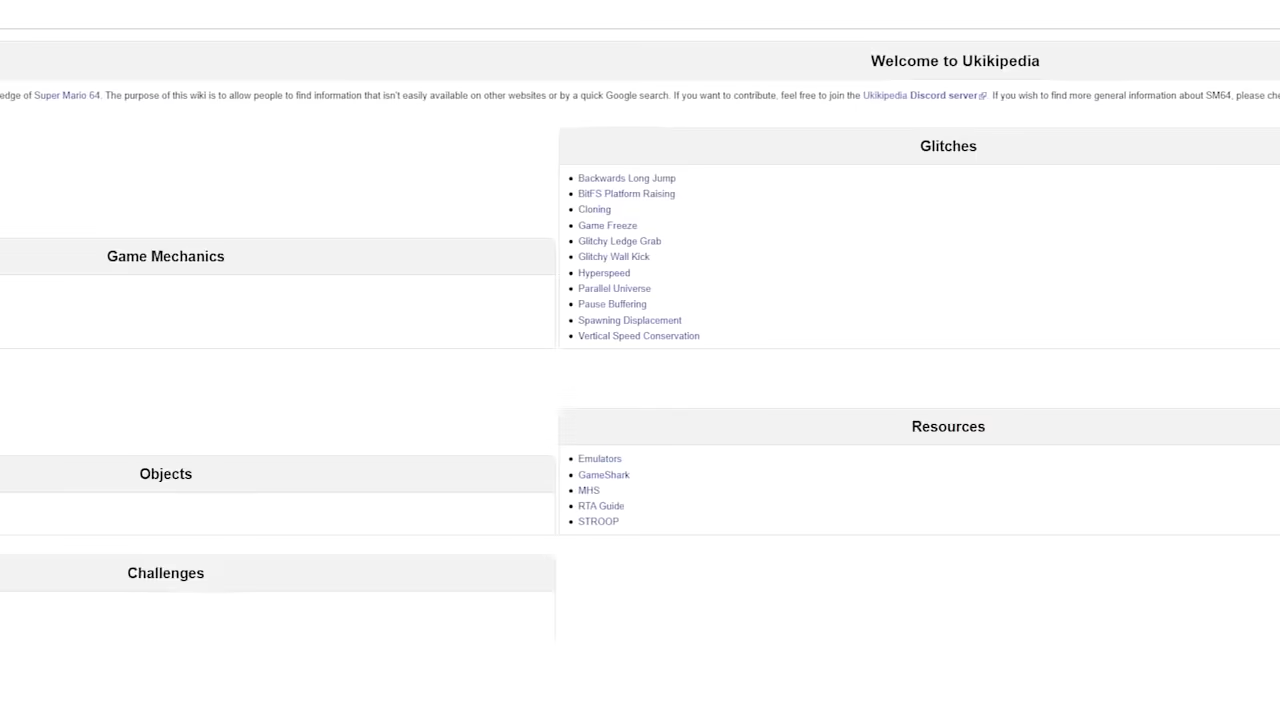 Welcome to Ukikipedia
edge of Super Mario 64. The purpose of this wiki is to allow people to find information that isn't easily available on other websites or by a quick Google search. If you want to contribute, feel free to join the Ukikipedia Discord server. If you wish to find more general information about SM64, please che
Glitches
Backwards Long Jump
BitFS Platform Raising
Cloning
Game Freeze
Glitchy Ledge Grab
Glitchy Wall Kick
Hyperspeed
Parallel Universe
Pause Buffering
Spawning Displacement
Vertical Speed Conservation
Game Mechanics
Resources
Emulators
GameShark
MHS
RTA Guide
STROOP
Objects
Challenges